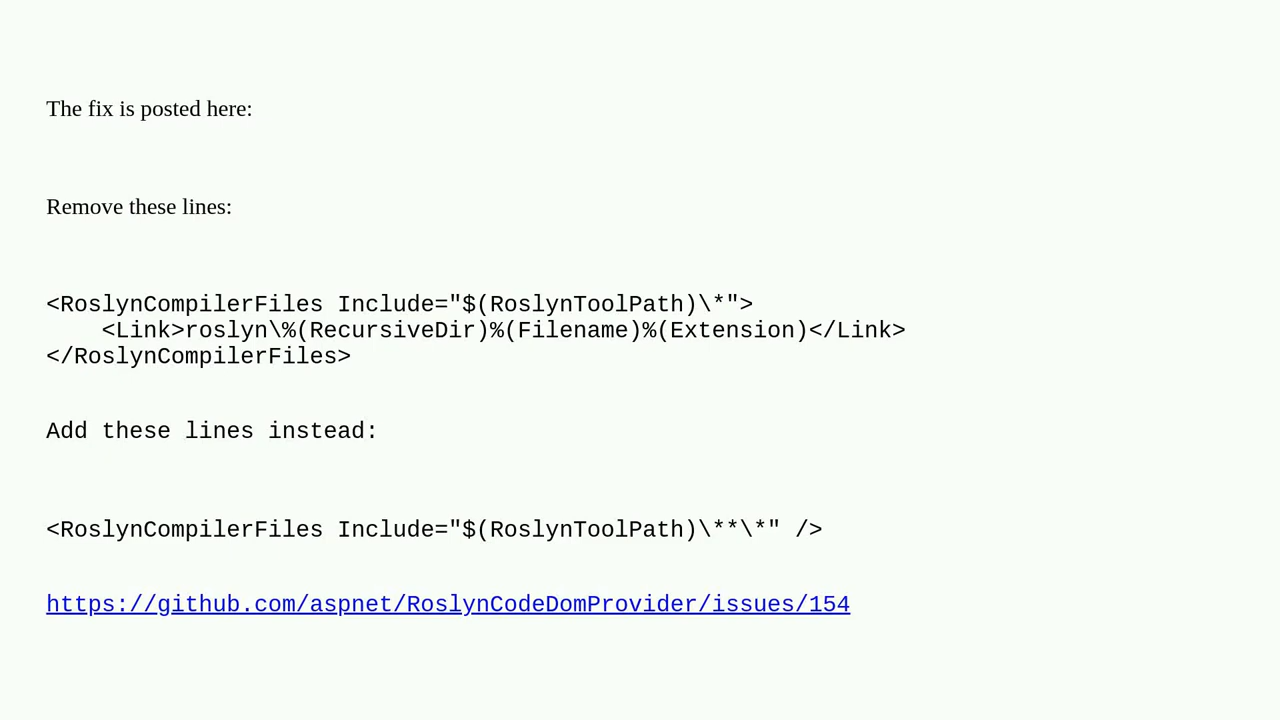 The fix is posted here:
Remove these lines:
<RoslynCompilerFiles Include="$(RoslynToolPath)\*">
    <Link>roslyn\%(RecursiveDir)%(Filename)%(Extension)</Link>
</RoslynCompilerFiles>
Add these lines instead:
<RoslynCompilerFiles Include="$(RoslynToolPath)\**\*" />
https://github.com/aspnet/RoslynCodeDomProvider/issues/154